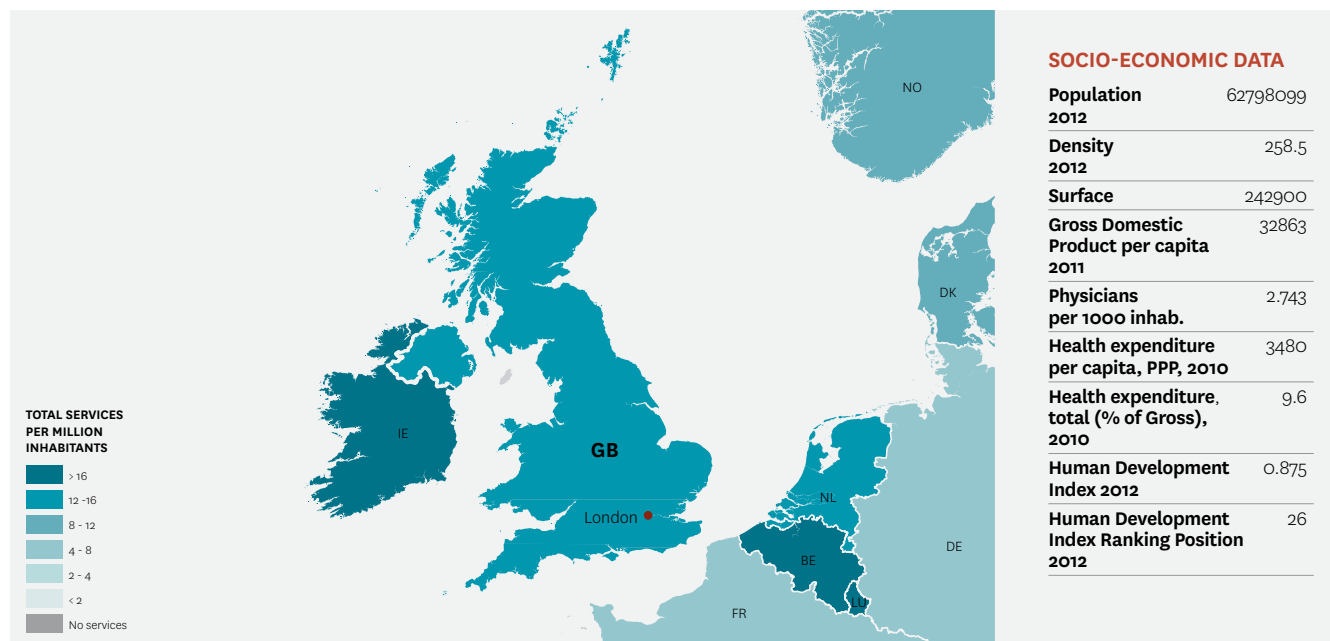 NO
DK
IE
GB
London
NL
BE
LU
DE
FR
TOTAL SERVICES
PER MILLION
INHABITANTS
> 16
12 -16
8 - 12
4 - 8
2 - 4
< 2
No services
SOCIO-ECONOMIC DATA
Population 62798099
2012
Density 258.5
2012
Surface 242900
Gross Domestic 32863
Product per capita
2011
Physicians 2.743
per 1000 inhab.
Health expenditure 3480
per capita, PPP, 2010
Health expenditure, 9.6
total (% of Gross),
2010
Human Development 0.875
Index 2012
Human Development 26
Index Ranking Position
2012